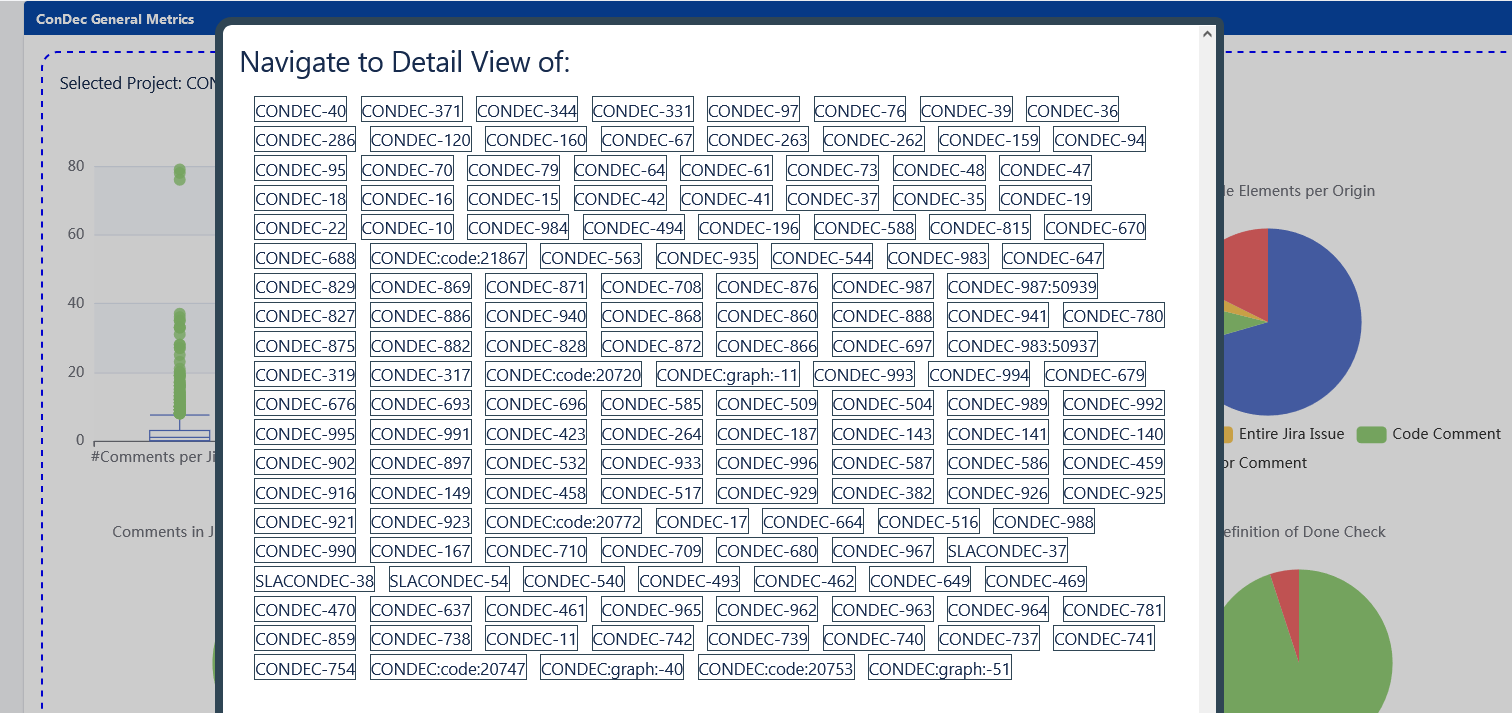 ConDec General Metrics
Navigate to Detail View of:
Selected Project: CON
CONDEC-40 CONDEC-371 CONDEC-344 CONDEC-331 CONDEC-97 CONDEC-76 CONDEC-39 CONDEC-36
CONDEC-286 CONDEC-120 CONDEC-160 CONDEC-67 CONDEC-263 CONDEC-262 CONDEC-159 CONDEC-94
CONDEC-95 CONDEC-70 CONDEC-79 CONDEC-64 CONDEC-61 CONDEC-73 CONDEC-48 CONDEC-47
CONDEC-18 CONDEC-16 CONDEC-15 CONDEC-42 CONDEC-41 CONDEC-37 CONDEC-35 CONDEC-19
CONDEC-22 CONDEC-10 CONDEC-984 CONDEC-494 CONDEC-196 CONDEC-588 CONDEC-815 CONDEC-670
CONDEC-688 CONDEC:code:21867 CONDEC-563 CONDEC-935 CONDEC-544 CONDEC-983 CONDEC-647
CONDEC-829 CONDEC-869 CONDEC-871 CONDEC-708 CONDEC-876 CONDEC-987 CONDEC-987:50939
CONDEC-827 CONDEC-886 CONDEC-940 CONDEC-868 CONDEC-860 CONDEC-888 CONDEC-941 CONDEC-780
CONDEC-875 CONDEC-882 CONDEC-828 CONDEC-872 CONDEC-866 CONDEC-697 CONDEC-983:50937
CONDEC-319 CONDEC-317 CONDEC:code:20720 CONDEC:graph:-11 CONDEC-993 CONDEC-994 CONDEC-679
CONDEC-676 CONDEC-693 CONDEC-696 CONDEC-585 CONDEC-509 CONDEC-504 CONDEC-989 CONDEC-992
CONDEC-995 CONDEC-991 CONDEC-423 CONDEC-264 CONDEC-187 CONDEC-143 CONDEC-141 CONDEC-140
CONDEC-902 CONDEC-897 CONDEC-532 CONDEC-933 CONDEC-996 CONDEC-587 CONDEC-586 CONDEC-459
CONDEC-916 CONDEC-149 CONDEC-458 CONDEC-517 CONDEC-929 CONDEC-382 CONDEC-926 CONDEC-925
CONDEC-921 CONDEC-923 CONDEC:code:20772 CONDEC-17 CONDEC-664 CONDEC-516 CONDEC-988
CONDEC-990 CONDEC-167 CONDEC-710 CONDEC-709 CONDEC-680 CONDEC-967 SLACONDEC-37
SLACONDEC-38 SLACONDEC-54 CONDEC-540 CONDEC-493 CONDEC-462 CONDEC-649 CONDEC-469
CONDEC-470 CONDEC-637 CONDEC-461 CONDEC-965 CONDEC-962 CONDEC-963 CONDEC-964 CONDEC-781
CONDEC-859 CONDEC-738 CONDEC-11 CONDEC-742 CONDEC-739 CONDEC-740 CONDEC-737 CONDEC-741
CONDEC-754 CONDEC:code:20747 CONDEC:graph:-40 CONDEC:code:20753 CONDEC:graph:-51
80
60
40
20
0
#Comments per Ji
Comments in J
le Elements per Origin
Entire Jira Issue Code Comment
or Comment
efinition of Done Check